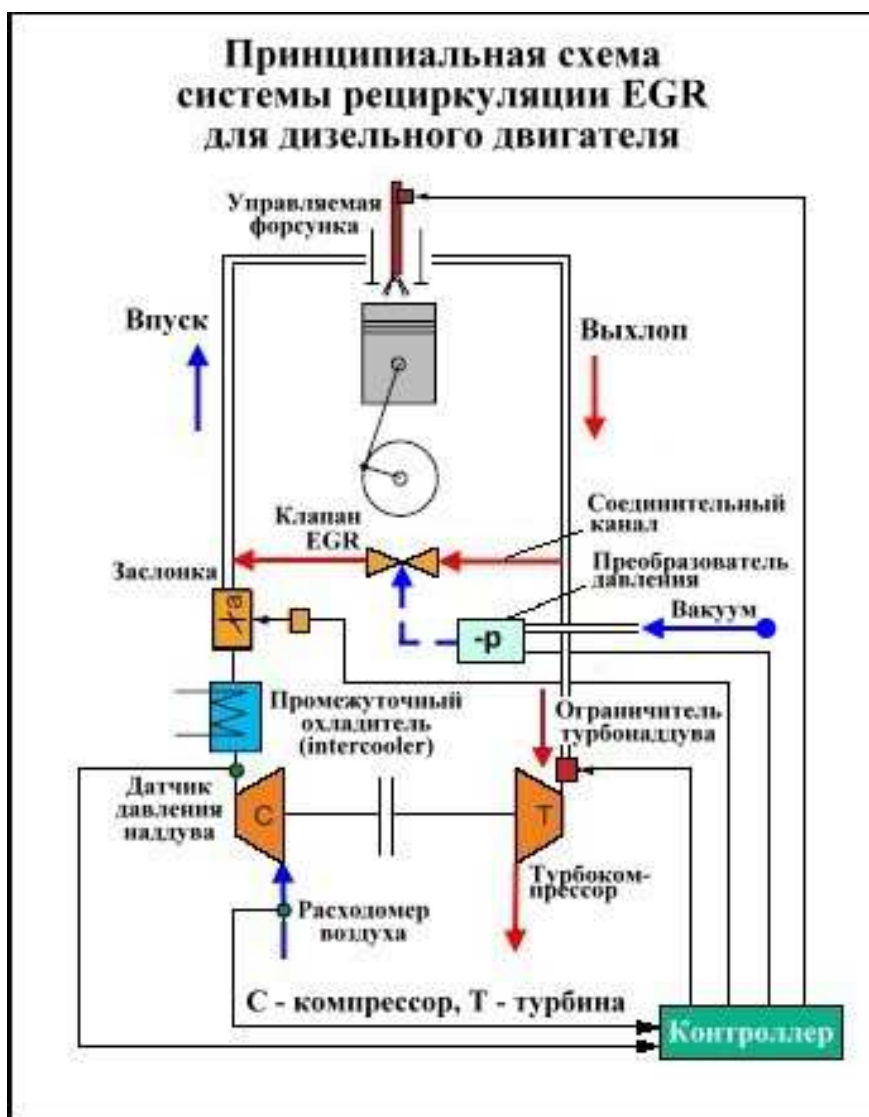 Принципиальная схема
системы рециркуляции EGR
для дизельного двигателя
Управляемая
форсунка
Впуск
Выхлоп
Клапан
EGR
Соединительный
канал
Преобразователь
давления
Заслонка
a
Вакуум
-p
Промежуточный
охладитель
(intercooler)
Ограничитель
турбонаддува
Датчик
давления
наддува
C
T
Турбоком-
прессор
Расходомер
воздуха
С - компрессор, Т - турбина
Контроллер